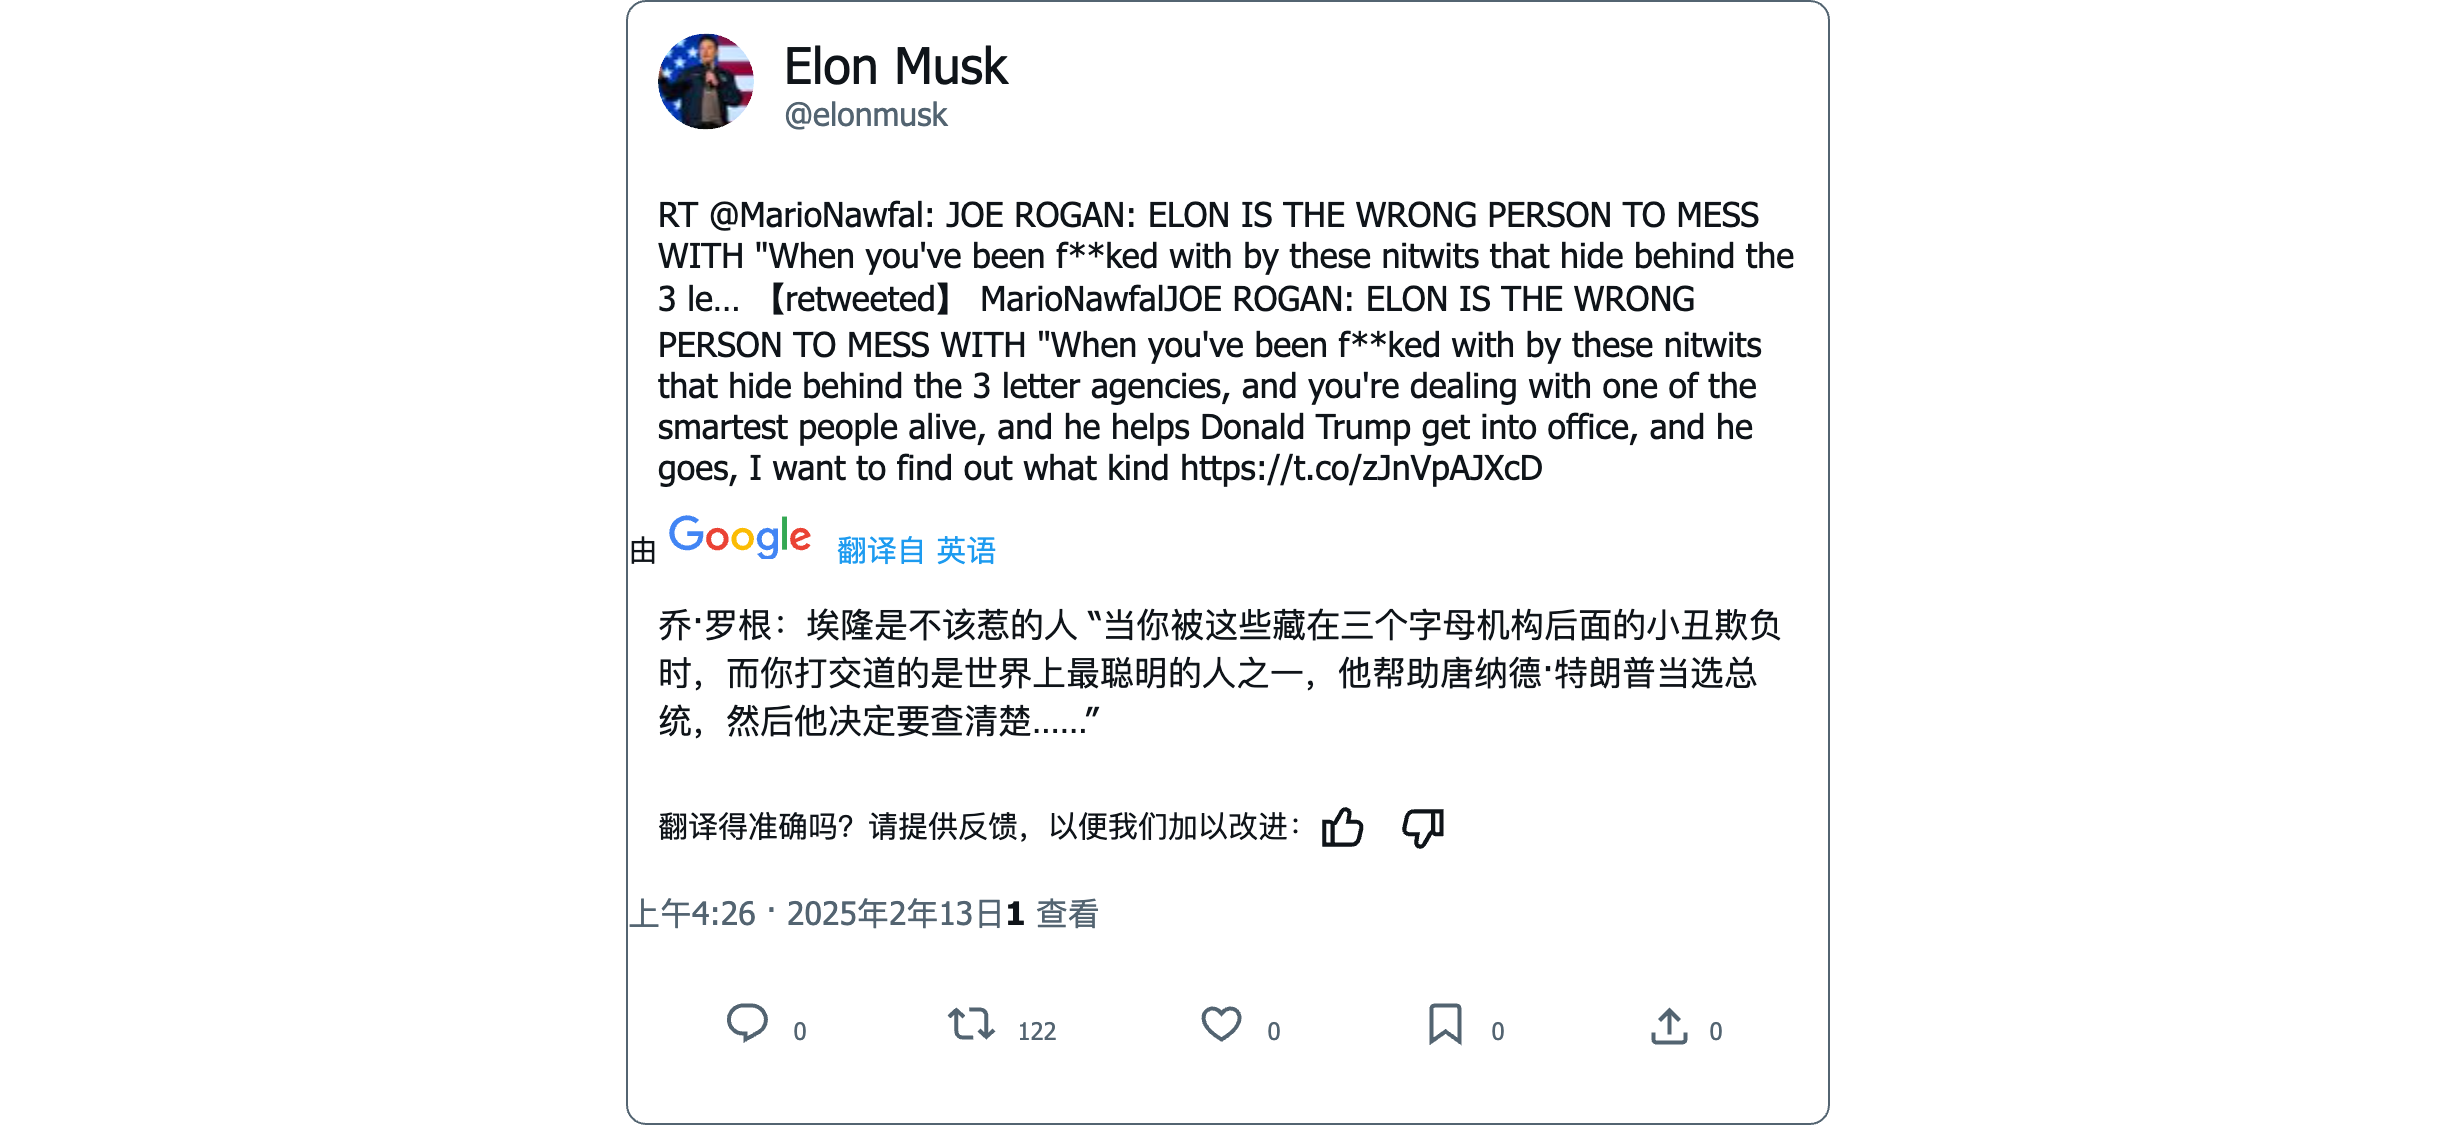 Elon Musk
@elonmusk
RT @MarioNawfal: JOE ROGAN: ELON IS THE WRONG PERSON TO MESS
WITH "When you've been f**ked with by these nitwits that hide behind the
3 le... 【retweeted】 MarioNawfalJOE ROGAN: ELON IS THE WRONG
PERSON TO MESS WITH "When you've been f**ked with by these nitwits
that hide behind the 3 letter agencies, and you're dealing with one of the
smartest people alive, and he helps Donald Trump get into office, and he
goes, I want to find out what kind https://t.co/zJnVpAJXcD
由 Google 翻译自 英语
乔·罗根：埃隆是不该惹的人 “当你被这些藏在三个字母机构后面的小丑欺负
时，而你打交道的是世界上最聪明的人之一，他帮助唐纳德·特朗普当选总
统，然后他决定要查清楚……”
翻译得准确吗？请提供反馈，以便我们加以改进：
上午4:26 · 2025年2年13日1 查看
0 122 0 0 0